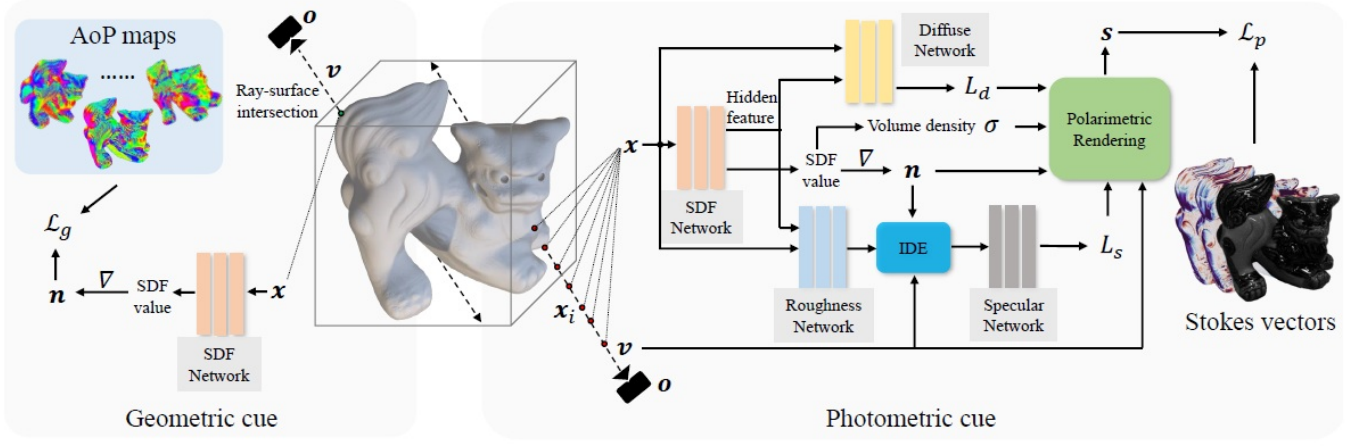 AoP maps
......
o
v
Ray-surface
intersection
ℒg
n
∇
SDF
value
x
SDF
Network
Geometric cue
xi
v
o
x
Hidden
feature
SDF
Network
Diffuse
Network
Ld
Volume density σ
SDF
value
∇
n
Roughness
Network
IDE
Specular
Network
Ls
Polarimetric
Rendering
s
ℒp
Stokes vectors
Photometric cue